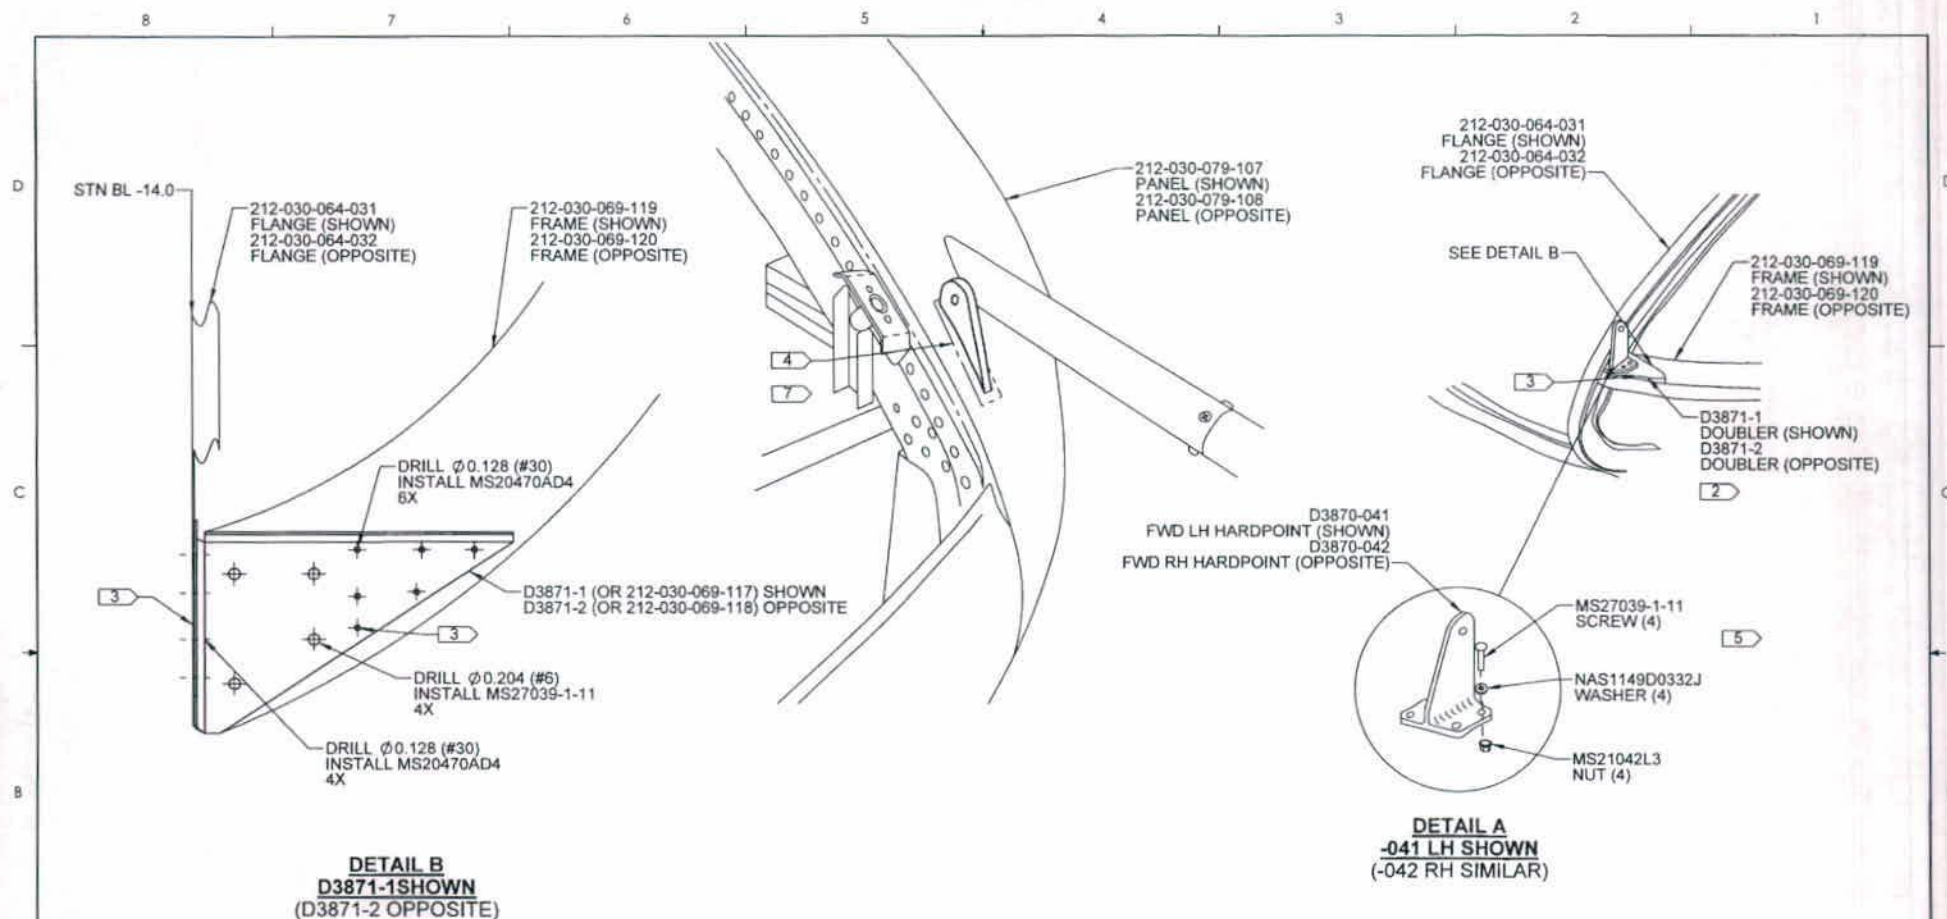 8 7 6 5 4 3 2 1
D
C
B
STN BL -14.0
212-030-064-031
FLANGE (SHOWN)
212-030-064-032
FLANGE (OPPOSITE)
212-030-069-119
FRAME (SHOWN)
212-030-069-120
FRAME (OPPOSITE)
DRILL Ø0.128 (#30)
INSTALL MS20470AD4
6X
3
D3871-1 (OR 212-030-069-117) SHOWN
D3871-2 (OR 212-030-069-118) OPPOSITE
3
DRILL Ø0.204 (#6)
INSTALL MS27039-1-11
4X
DRILL Ø0.128 (#30)
INSTALL MS20470AD4
4X
DETAIL B
D3871-1SHOWN
(D3871-2 OPPOSITE)
4
7
212-030-079-107
PANEL (SHOWN)
212-030-079-108
PANEL (OPPOSITE)
212-030-064-031
FLANGE (SHOWN)
212-030-064-032
FLANGE (OPPOSITE)
SEE DETAIL B
212-030-069-119
FRAME (SHOWN)
212-030-069-120
FRAME (OPPOSITE)
3
D3871-1
DOUBLER (SHOWN)
D3871-2
DOUBLER (OPPOSITE)
2
D3870-041
FWD LH HARDPOINT (SHOWN)
D3870-042
FWD RH HARDPOINT (OPPOSITE)
MS27039-1-11
SCREW (4)
5
NAS1149D0332J
WASHER (4)
MS21042L3
NUT (4)
DETAIL A
-041 LH SHOWN
(-042 RH SIMILAR)